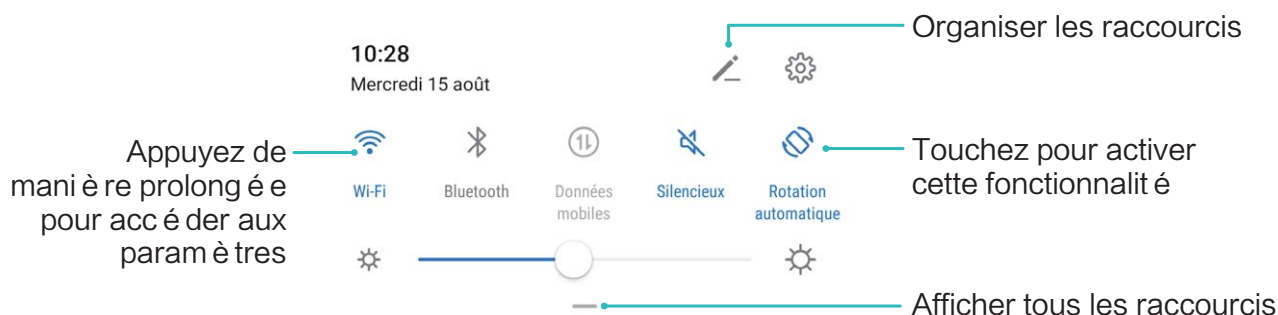 Organiser les raccourcis
10:28
Mercredi 15 août
Appuyez de
mani è re prolong é e
pour acc é der aux
param è tres
Wi-Fi
Bluetooth
Données
mobiles
Silencieux
Rotation
automatique
Touchez pour activer
cette fonctionnalit é
Afficher tous les raccourcis